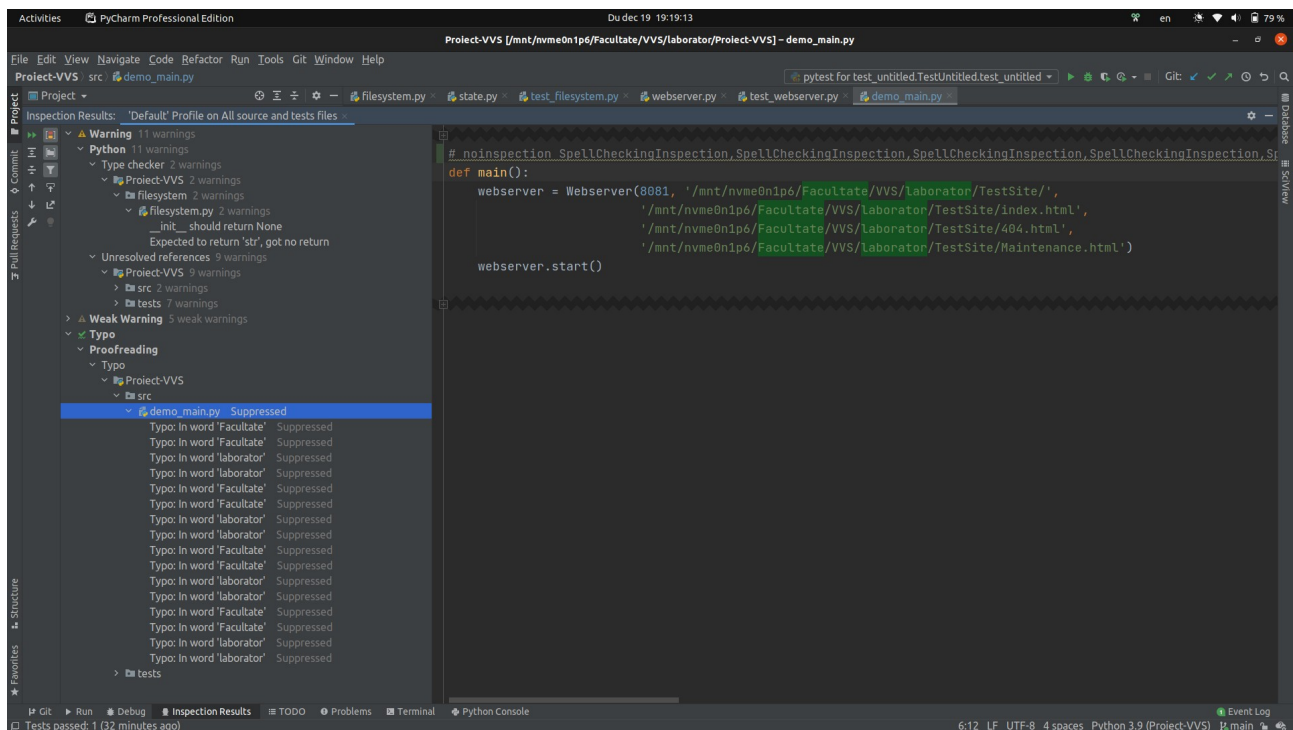 Activities PyCharm Professional Edition Du dec 19 19:19:13 en 79 %
Proiect-VVS [/mnt/nvme0n1p6/Facultate/VVS/laborator/Proiect-VVS] – demo_main.py
File Edit View Navigate Code Refactor Run Tools Git Window Help
Proiect-VVS src demo_main.py pytest for test_untitled.TestUntitled.test_untitled Git:
Project filesystem.py state.py test_filesystem.py webserver.py test_webserver.py demo_main.py
Inspection Results: 'Default' Profile on All source and tests files
Warning 11 warnings
Python 11 warnings
Type checker 2 warnings
Proiect-VVS 2 warnings
filesystem 2 warnings
filesystem.py 2 warnings
__init__ should return None
Expected to return 'str', got no return
Unresolved references 9 warnings
Proiect-VVS 9 warnings
src 2 warnings
tests 7 warnings
Weak Warning 5 weak warnings
Typo
Proofreading
Typo
Proiect-VVS
src
demo_main.py Suppressed
Typo: In word 'Facultate' Suppressed
Typo: In word 'Facultate' Suppressed
Typo: In word 'laborator' Suppressed
Typo: In word 'laborator' Suppressed
Typo: In word 'Facultate' Suppressed
Typo: In word 'Facultate' Suppressed
Typo: In word 'laborator' Suppressed
Typo: In word 'laborator' Suppressed
Typo: In word 'Facultate' Suppressed
Typo: In word 'Facultate' Suppressed
Typo: In word 'laborator' Suppressed
Typo: In word 'laborator' Suppressed
Typo: In word 'Facultate' Suppressed
Typo: In word 'Facultate' Suppressed
Typo: In word 'laborator' Suppressed
Typo: In word 'laborator' Suppressed
tests
# noinspection SpellCheckingInspection,SpellCheckingInspection,SpellCheckingInspection,SpellCheckingInspection,Sp
def main():
webserver = Webserver(8081, '/mnt/nvme0n1p6/Facultate/VVS/laborator/TestSite/',
'/mnt/nvme0n1p6/Facultate/VVS/laborator/TestSite/index.html',
'/mnt/nvme0n1p6/Facultate/VVS/laborator/TestSite/404.html',
'/mnt/nvme0n1p6/Facultate/VVS/laborator/TestSite/Maintenance.html')
webserver.start()
Project
Commit
Pull Requests
Structure
Favorites
Database
SciView
Git Run Debug Inspection Results TODO Problems Terminal Python Console Event Log
Tests passed: 1 (32 minutes ago) 6:12 LF UTF-8 4 spaces Python 3.9 (Proiect-VVS) main